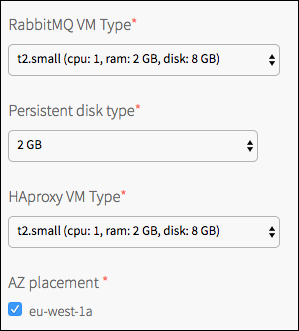 RabbitMQ VM Type*
t2.small (cpu: 1, ram: 2 GB, disk: 8 GB)
Persistent disk type*
2 GB
HAproxy VM Type*
t2.small (cpu: 1, ram: 2 GB, disk: 8 GB)
AZ placement *
eu-west-1a